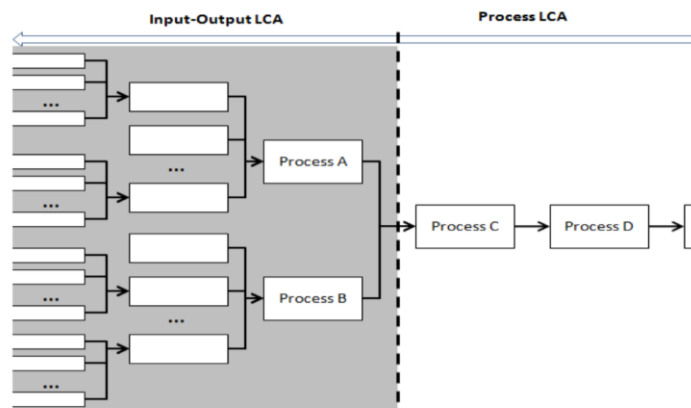 Input-Output LCA
Process LCA
...
...
Process A
...
Process C
Process D
...
...
Process B
...